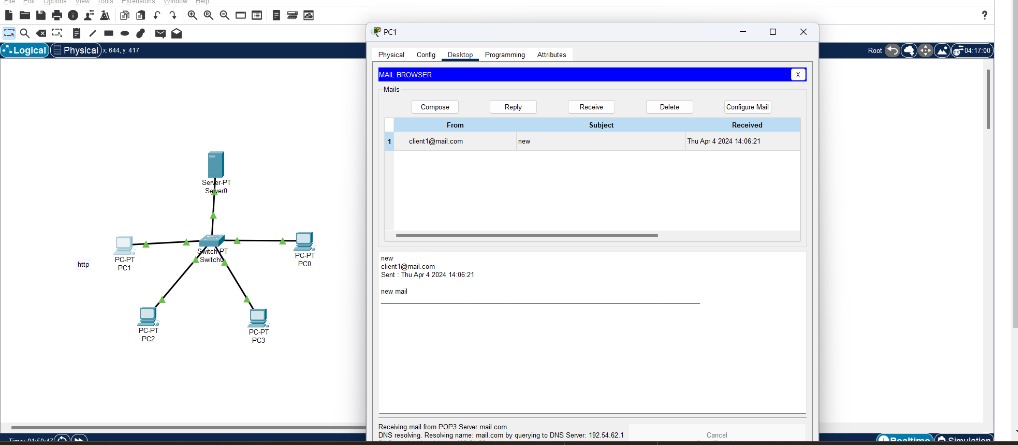 File Edit Options View Tools Extensions Window Help
?
Logical Physical x: 644, y: 417
Root 04:17:00
PC1
Physical Config Desktop Programming Attributes
MAIL BROWSER X
Mails
Compose Reply Receive Delete Configure Mail
From Subject Received
1 client1@mail.com new Thu Apr 4 2024 14:06:21
Server-PT
Server0
Switch-PT
Switch0
PC-PT
PC0
PC-PT
PC1
http
PC-PT
PC2
PC-PT
PC3
new
client1@mail.com
Sent : Thu Apr 4 2024 14:06:21
new mail
Receiving mail from POP3 Server mail.com
DNS resolving. Resolving name: mail.com by querying to DNS Server: 192.54.62.1
Cancel
Realtime Simulation